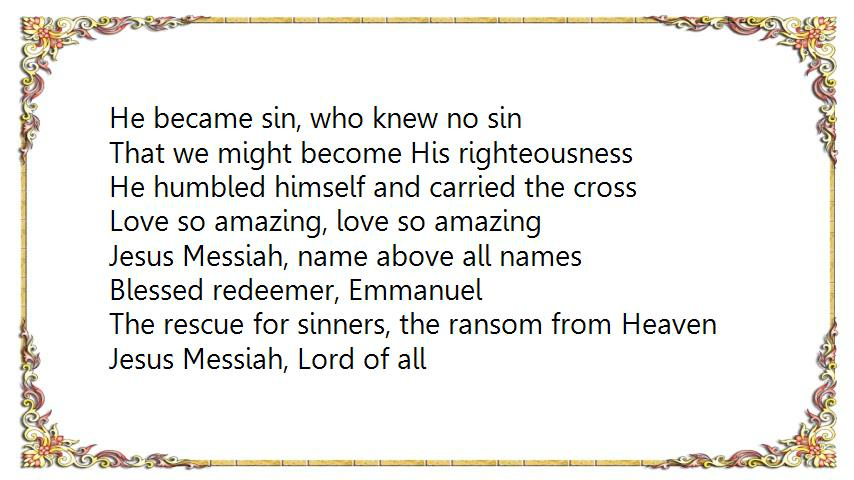 He became sin, who knew no sin
That we might become His righteousness
He humbled himself and carried the cross
Love so amazing, love so amazing
Jesus Messiah, name above all names
Blessed redeemer, Emmanuel
The rescue for sinners, the ransom from Heaven
Jesus Messiah, Lord of all